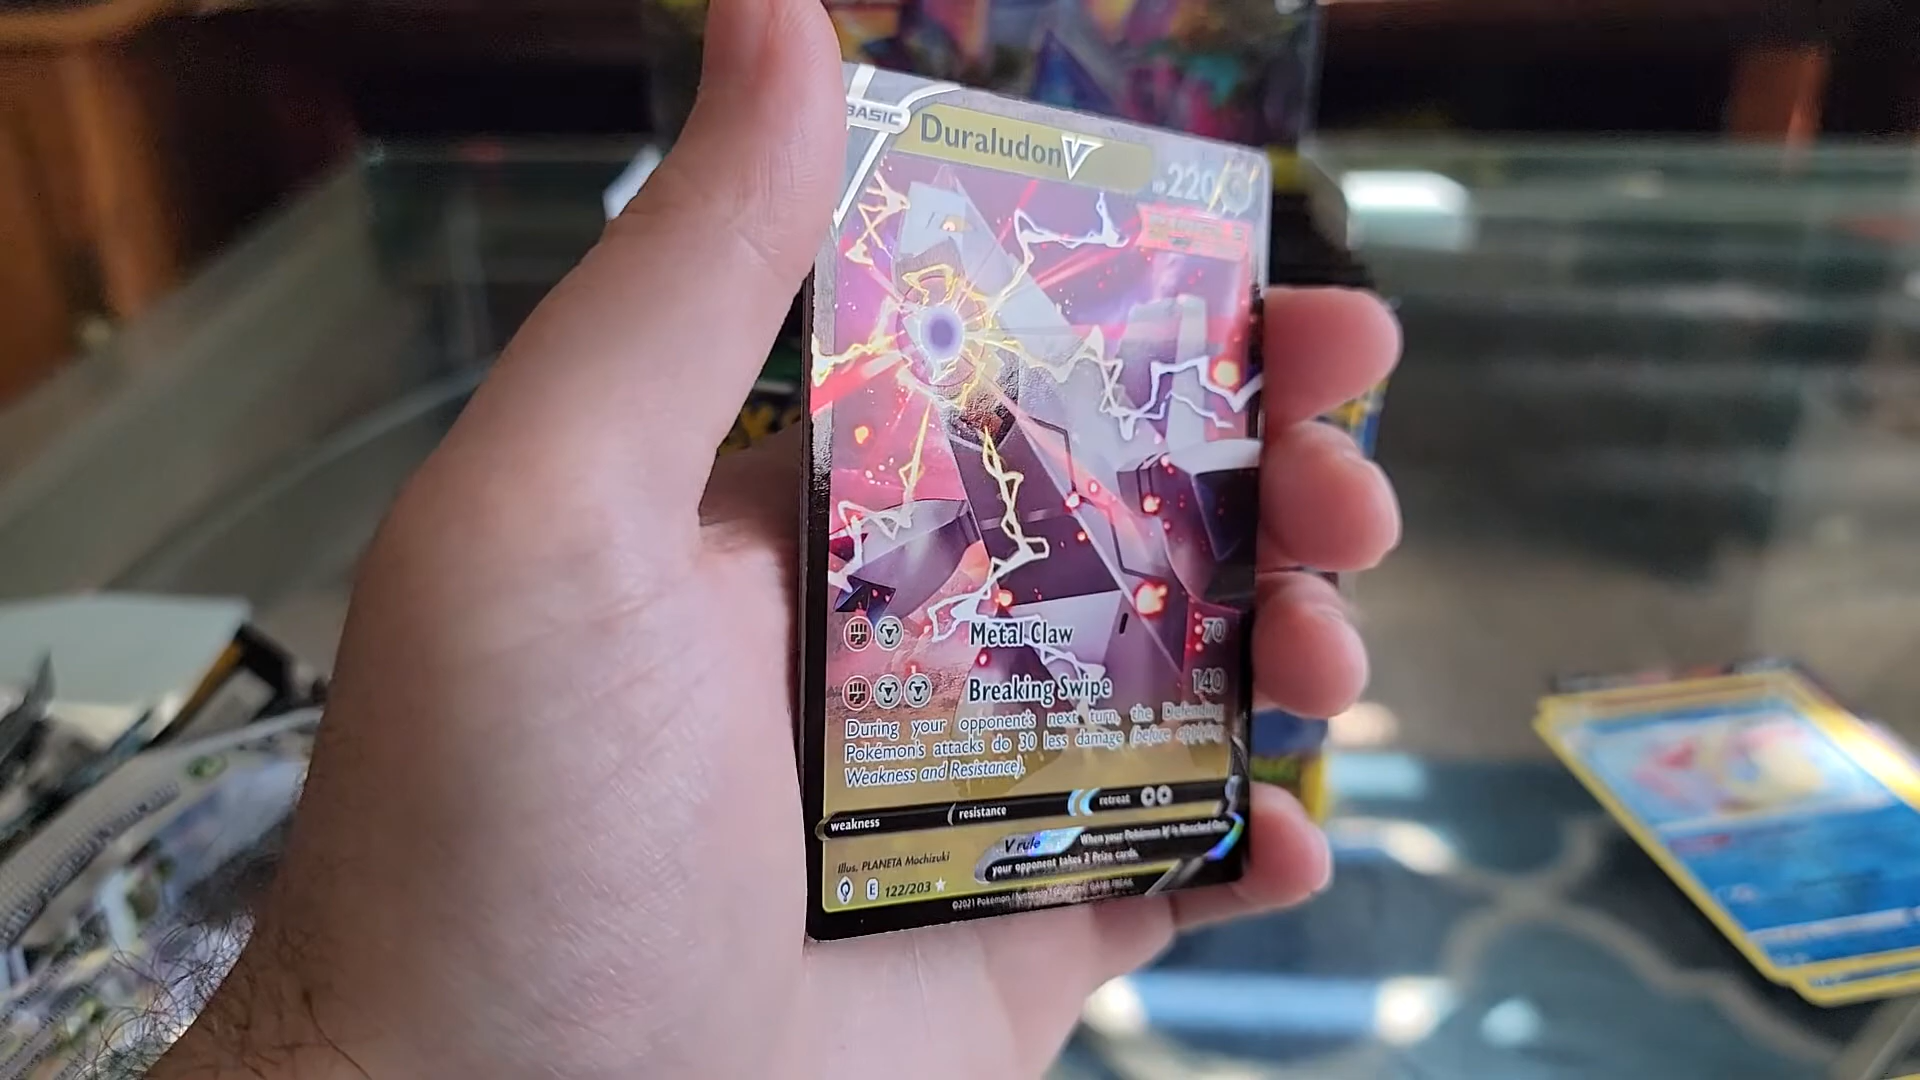 BASIC
Duraludon V
HP 220
Metal Claw 70
Breaking Swipe 140
During your opponent's next turn, the Defending
Pokémon's attacks do 30 less damage (before applying
Weakness and Resistance).
weakness resistance retreat
V rule When your Pokémon V is Knocked Out,
your opponent takes 2 Prize cards.
Illus. PLANETA Mochizuki
E 122/203
©2021 Pokémon / Nintendo / Creatures / GAME FREAK